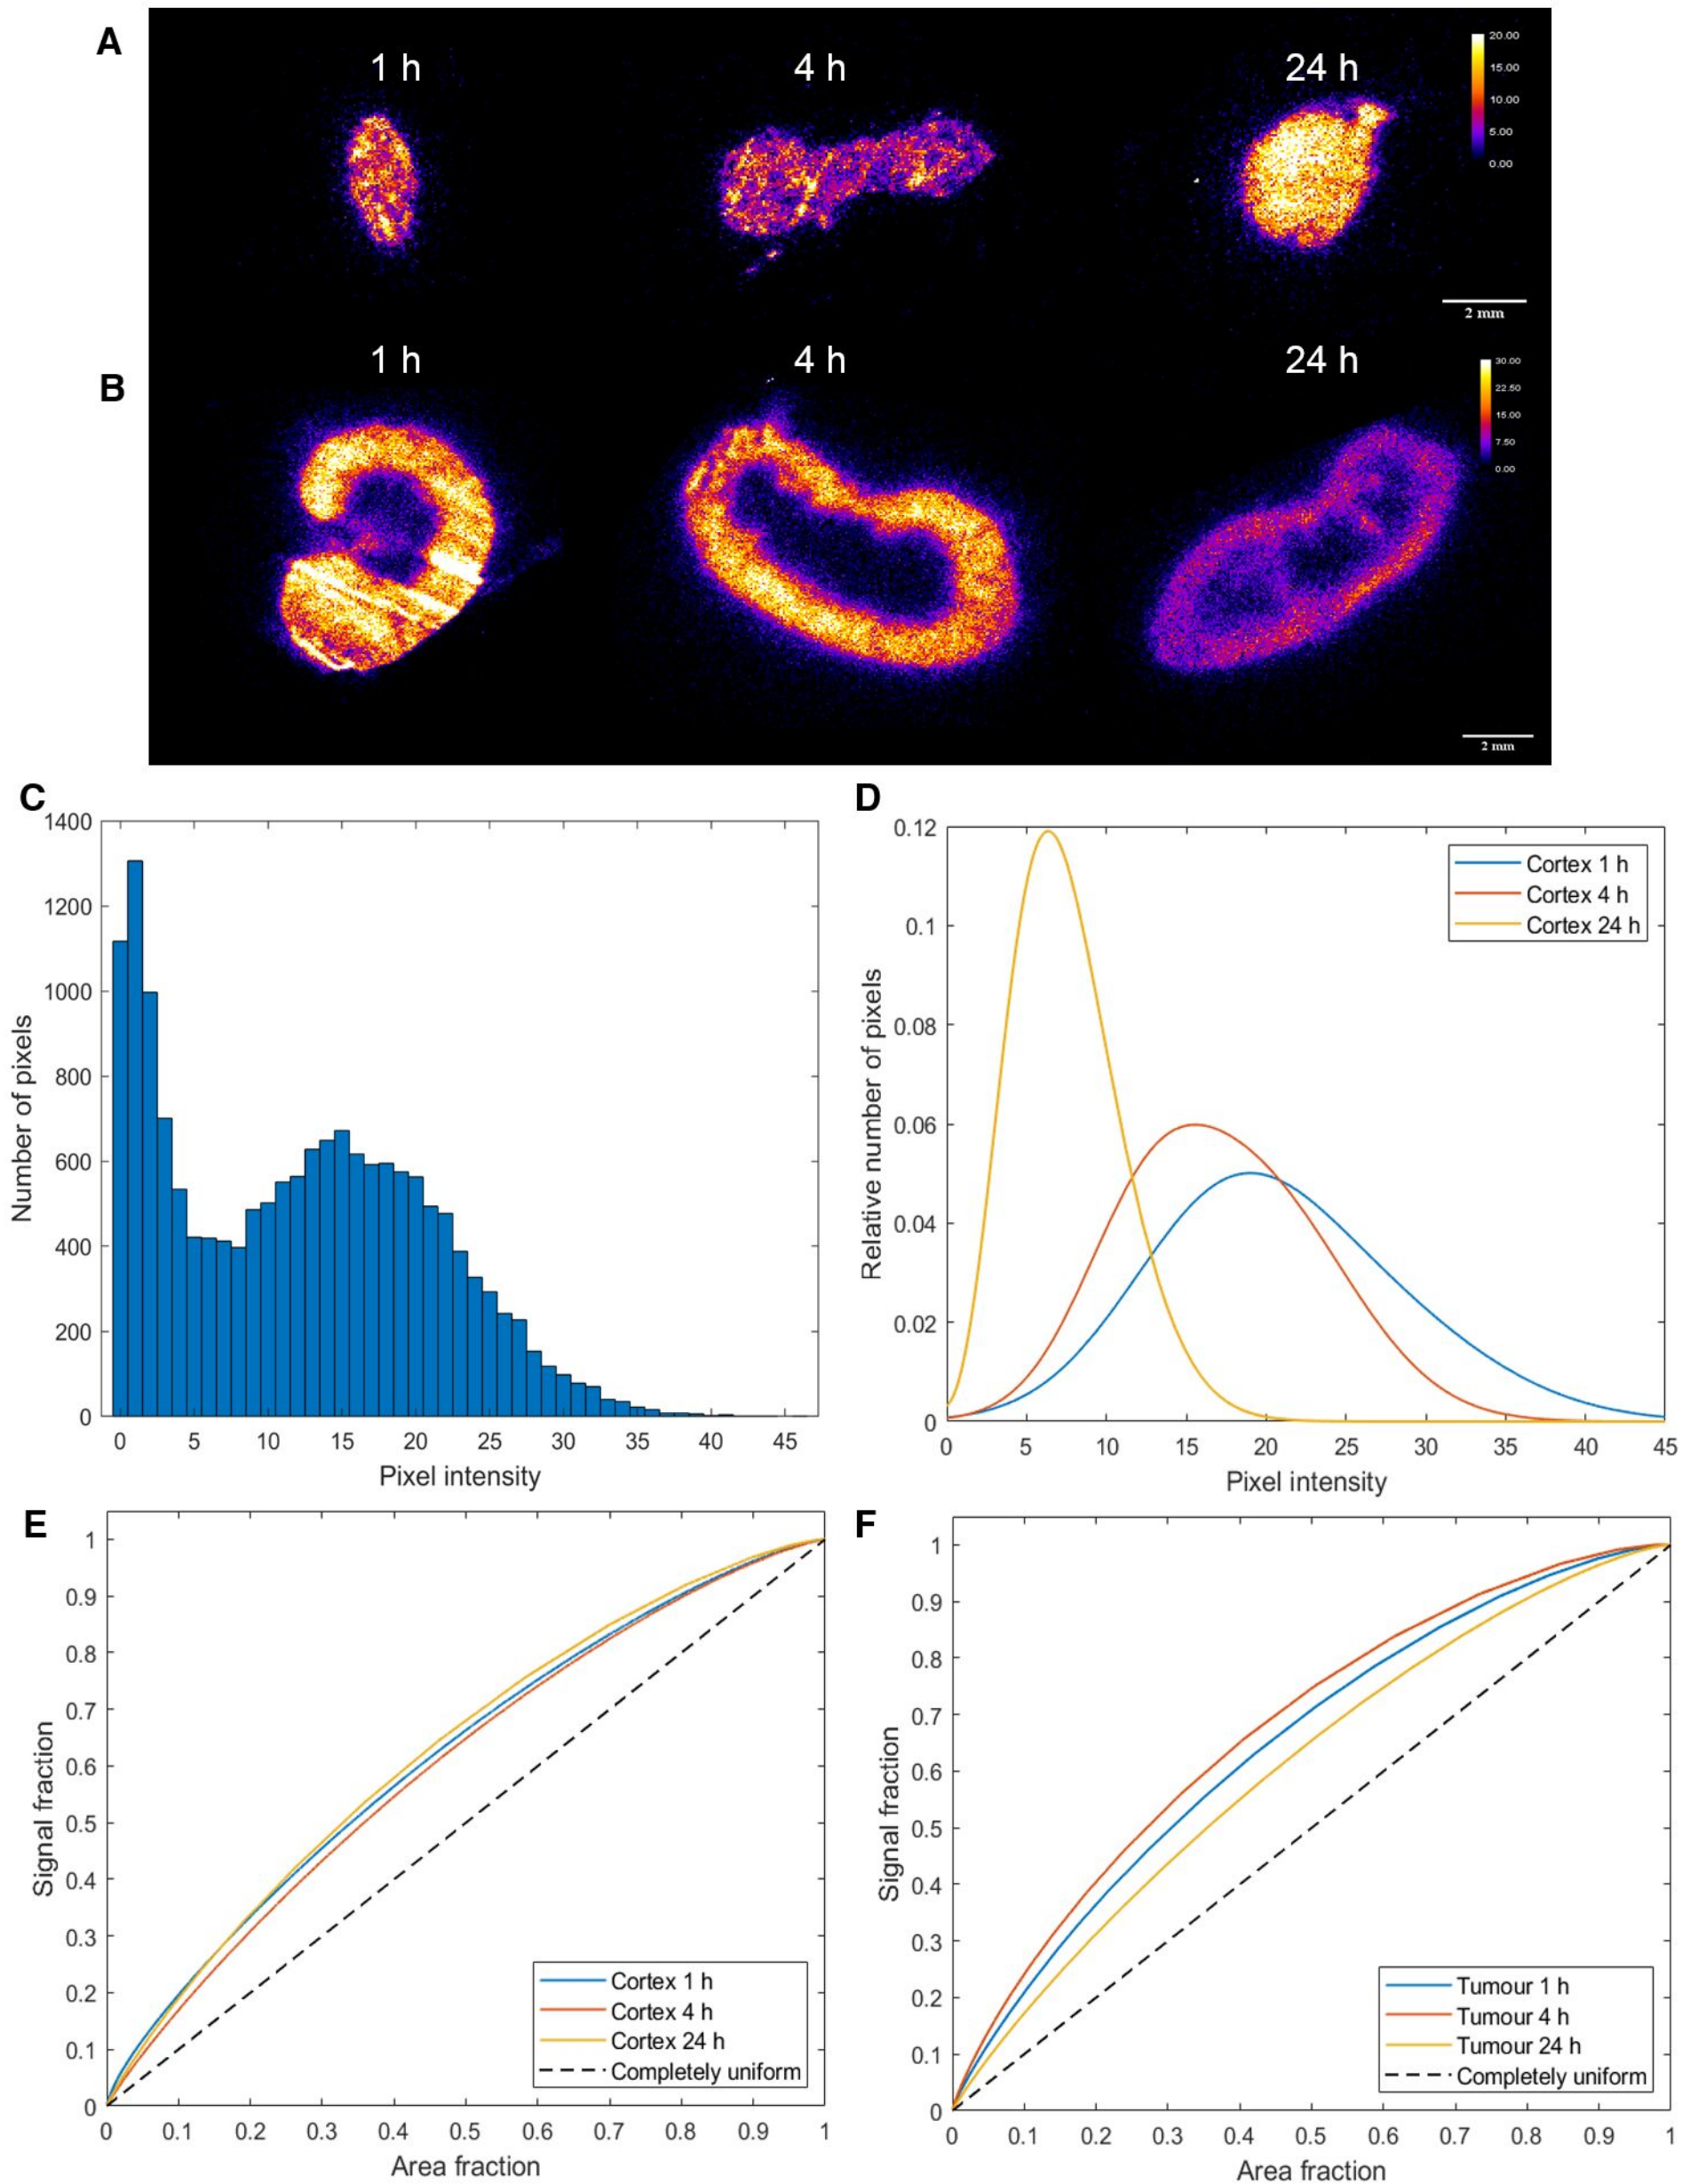 A
1 h
4 h
24 h
20.00
15.00
10.00
5.00
0.00
2 mm
B
1 h
4 h
24 h
30.00
22.50
15.00
7.50
0.00
2 mm
C
1400
1200
1000
800
600
400
200
0
0 5 10 15 20 25 30 35 40 45
Number of pixels
Pixel intensity
D
0.12
0.1
0.08
0.06
0.04
0.02
0
0 5 10 15 20 25 30 35 40 45
Relative number of pixels
Pixel intensity
Cortex 1 h
Cortex 4 h
Cortex 24 h
E
1
0.9
0.8
0.7
0.6
0.5
0.4
0.3
0.2
0.1
0
0 0.1 0.2 0.3 0.4 0.5 0.6 0.7 0.8 0.9 1
Signal fraction
Area fraction
Cortex 1 h
Cortex 4 h
Cortex 24 h
Completely uniform
F
1
0.9
0.8
0.7
0.6
0.5
0.4
0.3
0.2
0.1
0
0 0.1 0.2 0.3 0.4 0.5 0.6 0.7 0.8 0.9 1
Signal fraction
Area fraction
Tumour 1 h
Tumour 4 h
Tumour 24 h
Completely uniform